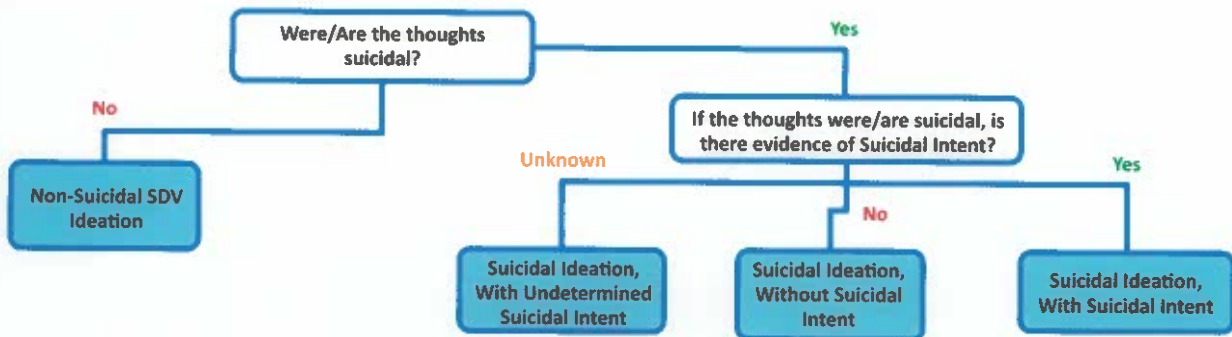 Were/Are the thoughts
suicidal?
Yes
No
If the thoughts were/are suicidal, is
there evidence of Suicidal Intent?
Unknown
Yes
No
Non-Suicidal SDV
Ideation
Suicidal Ideation,
With Undetermined
Suicidal Intent
Suicidal Ideation,
Without Suicidal
Intent
Suicidal Ideation,
With Suicidal Intent